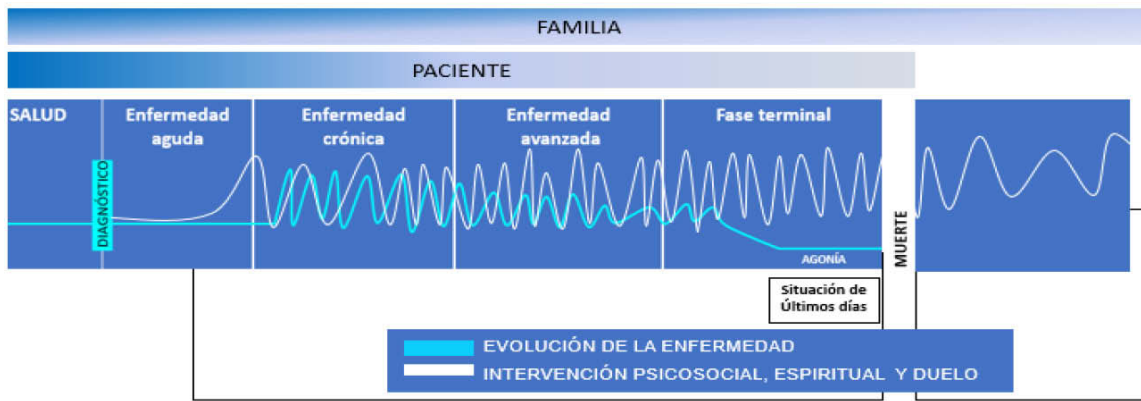 FAMILIA
PACIENTE
SALUD
Enfermedad
aguda
Enfermedad
crónica
Enfermedad
avanzada
Fase terminal
DIAGNÓSTICO
AGONÍA
MUERTE
Situación de
Últimos días
EVOLUCIÓN DE LA ENFERMEDAD
INTERVENCIÓN PSICOSOCIAL, ESPIRITUAL Y DUELO